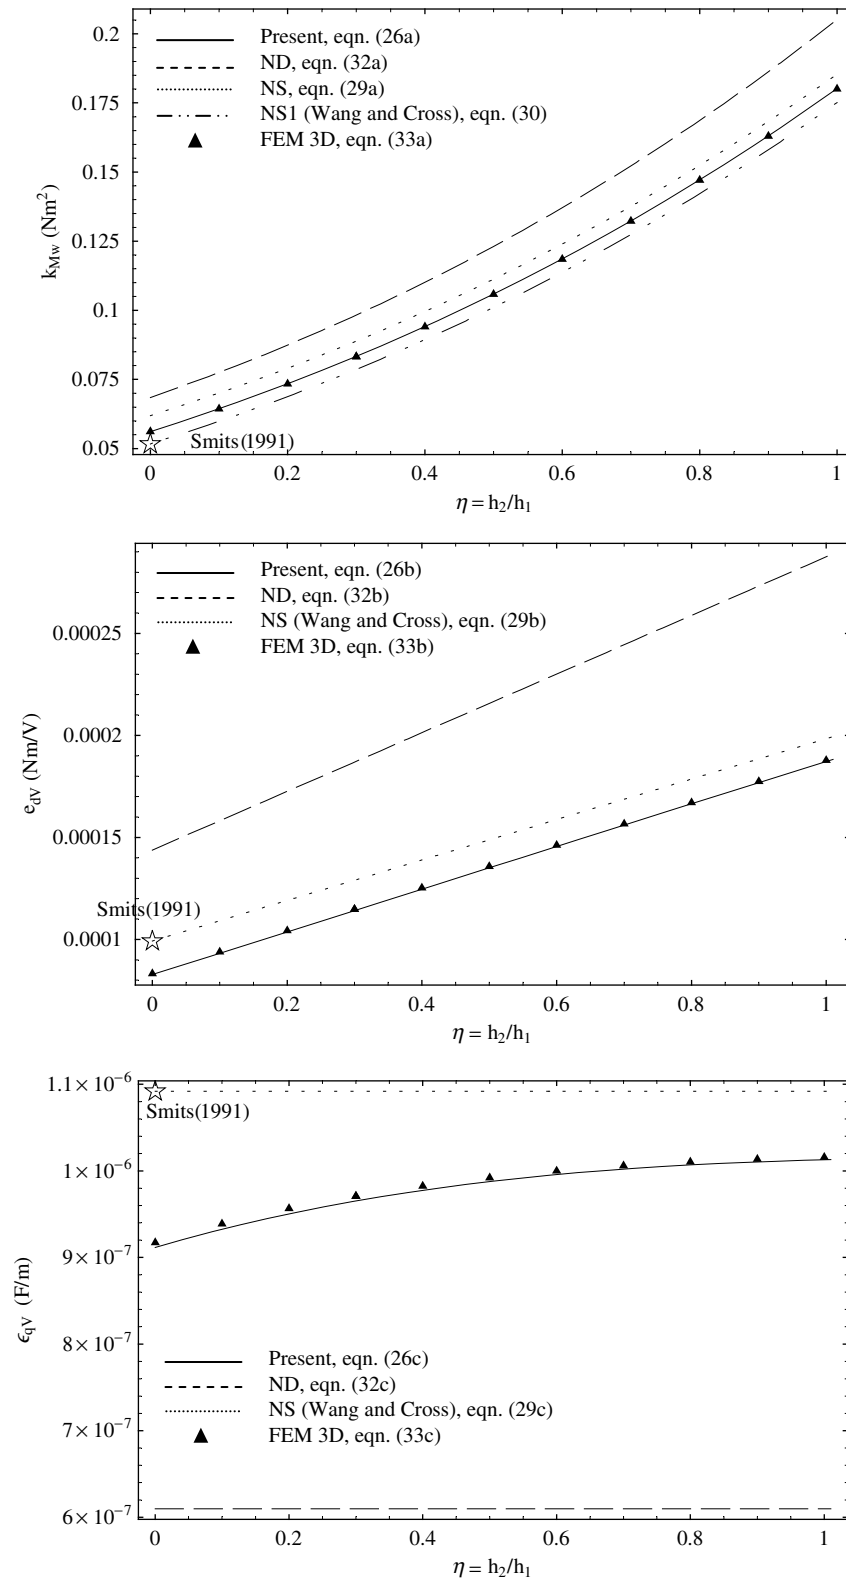 0.2
0.175
0.15
0.125
0.1
0.075
0.05
k_Mw (Nm²)
Present, eqn. (26a)
ND, eqn. (32a)
NS, eqn. (29a)
NS1 (Wang and Cross), eqn. (30)
FEM 3D, eqn. (33a)
Smits(1991)
0 0.2 0.4 0.6 0.8 1
η = h₂/h₁
0.00025
0.0002
0.00015
0.0001
e_dV (Nm/V)
Present, eqn. (26b)
ND, eqn. (32b)
NS (Wang and Cross), eqn. (29b)
FEM 3D, eqn. (33b)
Smits(1991)
0 0.2 0.4 0.6 0.8 1
η = h₂/h₁
1.1 × 10⁻⁶
1 × 10⁻⁶
9 × 10⁻⁷
8 × 10⁻⁷
7 × 10⁻⁷
6 × 10⁻⁷
ϵ_qV (F/m)
Smits(1991)
Present, eqn. (26c)
ND, eqn. (32c)
NS (Wang and Cross), eqn. (29c)
FEM 3D, eqn. (33c)
0 0.2 0.4 0.6 0.8 1
η = h₂/h₁